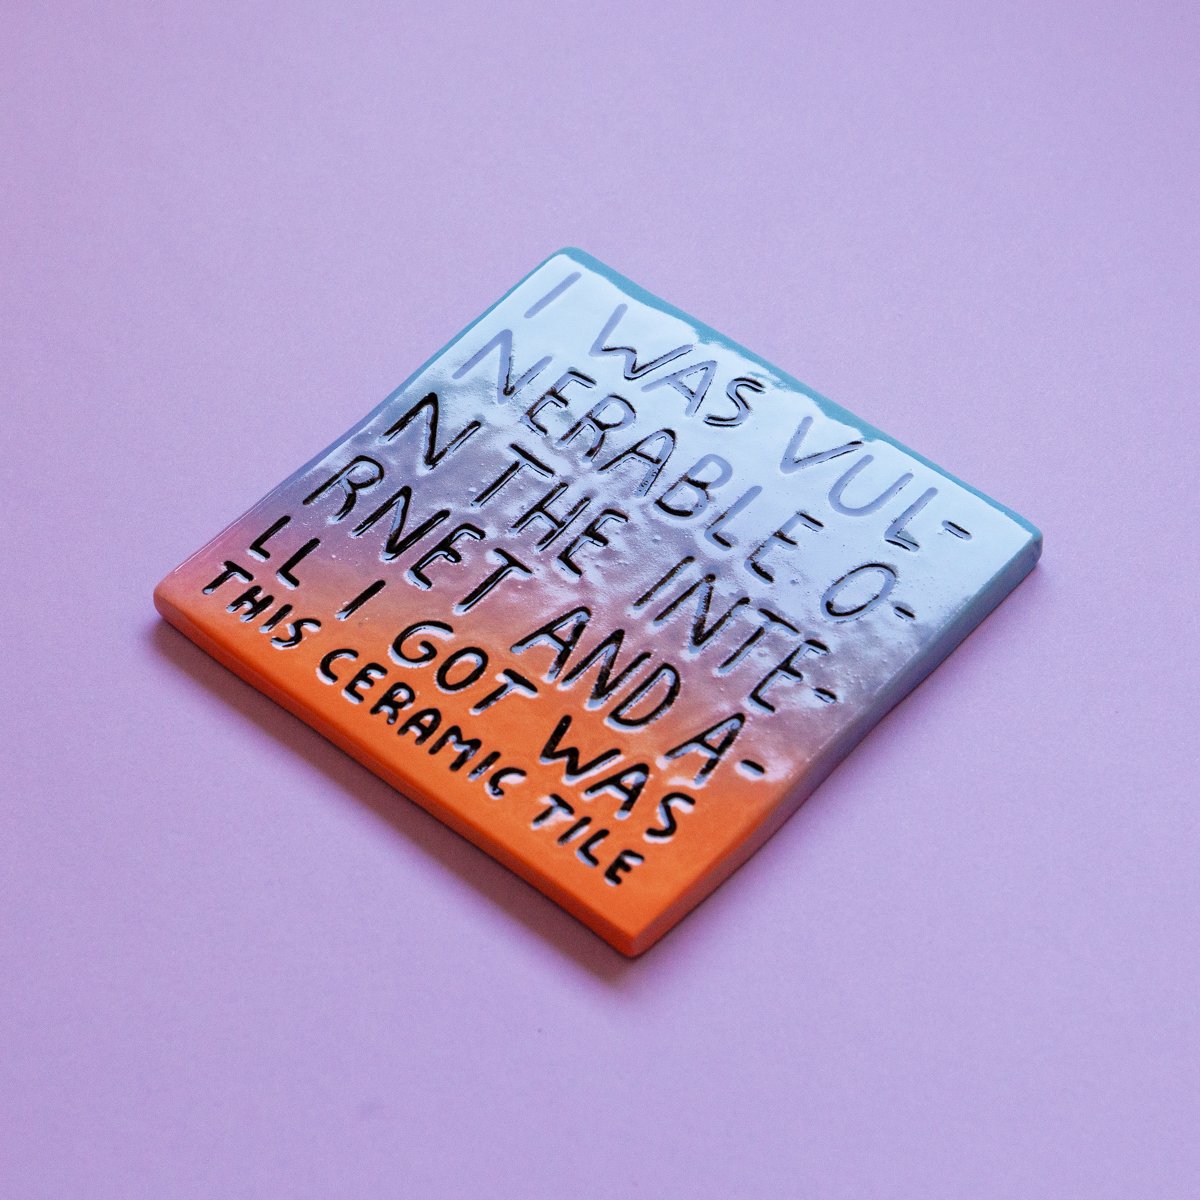 I WAS VUL-
NERABLE O-
N THE INTE-
RNET AND A-
LL I GOT WAS
THIS CERAMIC TILE